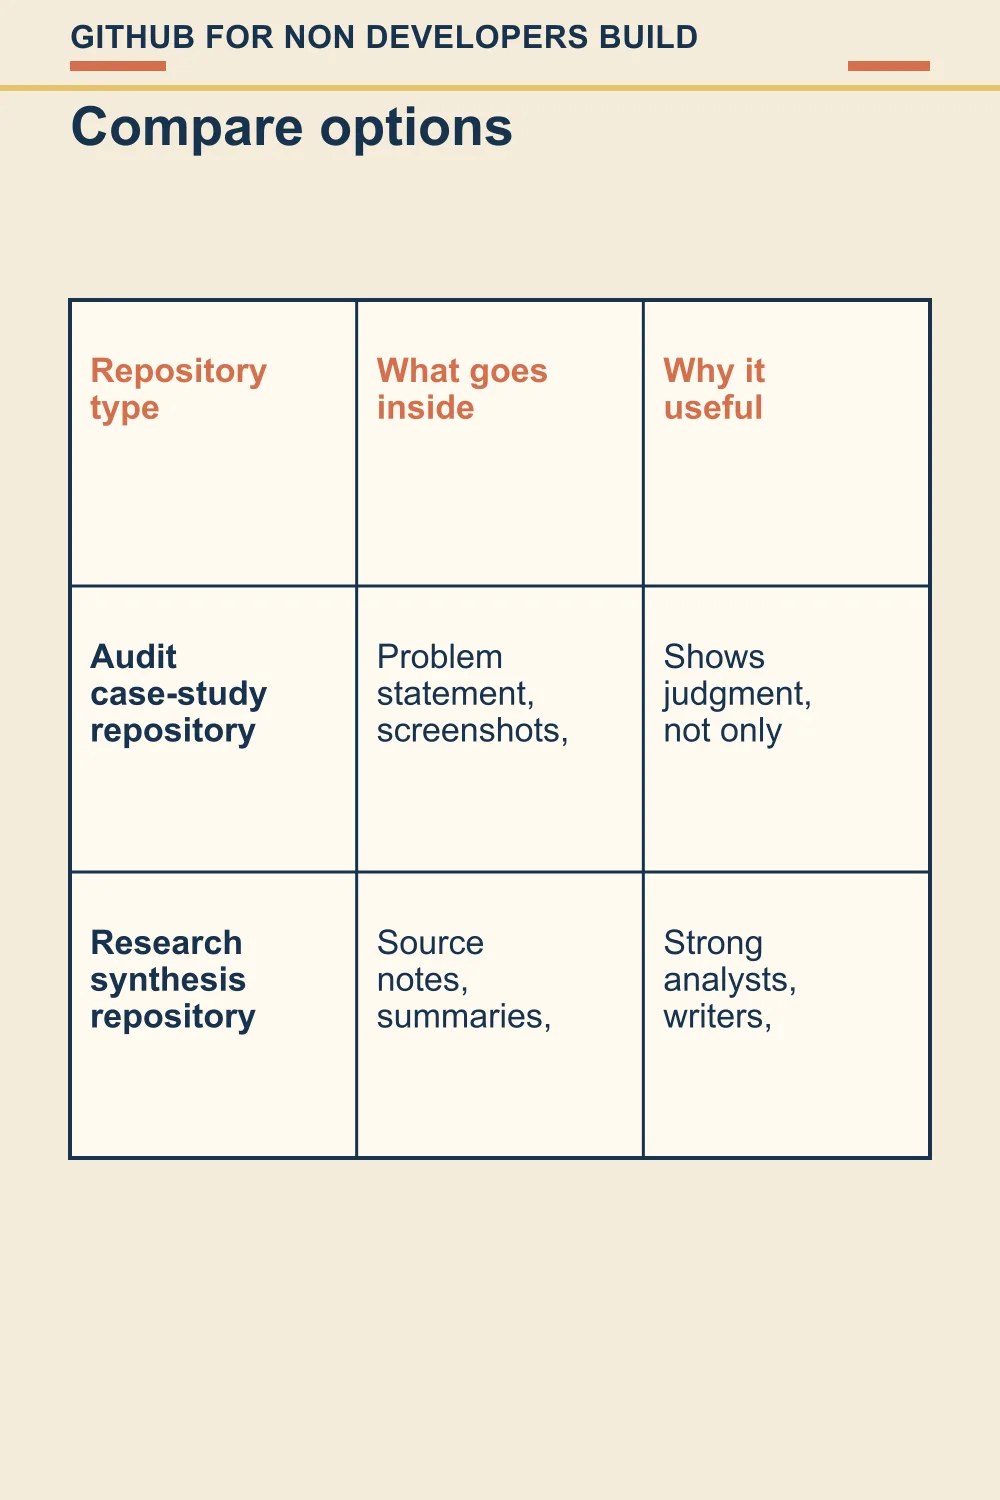 GITHUB FOR NON DEVELOPERS BUILD
Compare options
Repository
type
What goes
inside
Why it
useful
Audit
case-study
repository
Problem
statement,
screenshots,
Shows
judgment,
not only
Research
synthesis
repository
Source
notes,
summaries,
Strong
analysts,
writers,